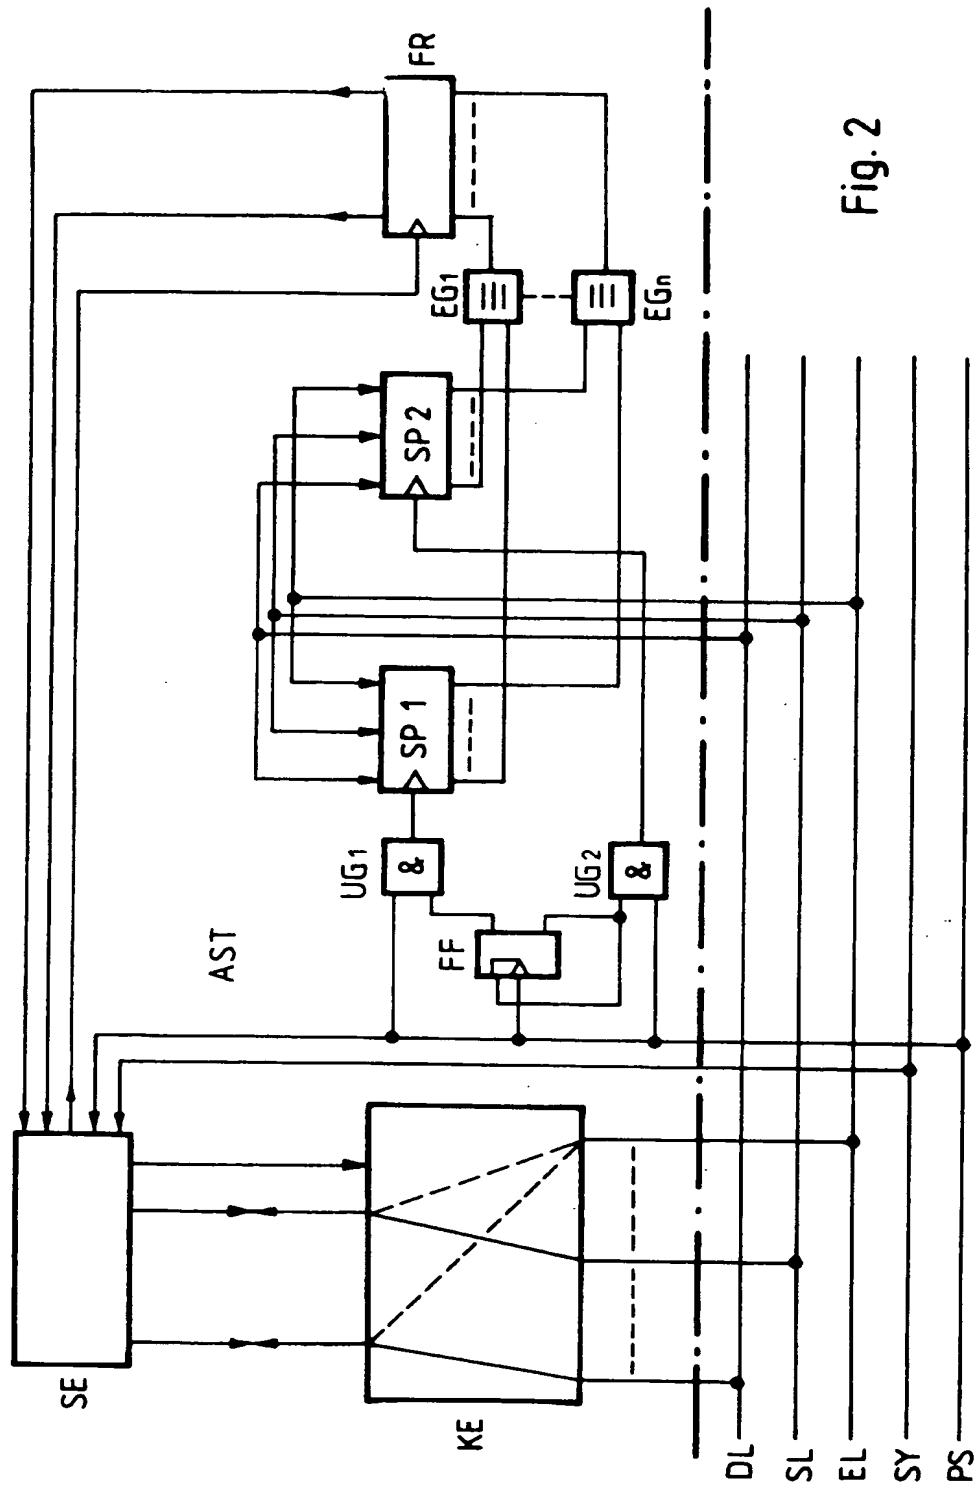 SE
KE
AST
FF
UG1
&
UG2
&
SP1
SP2
EG1
EGn
FR
DL
SL
EL
SY
PS
Fig. 2